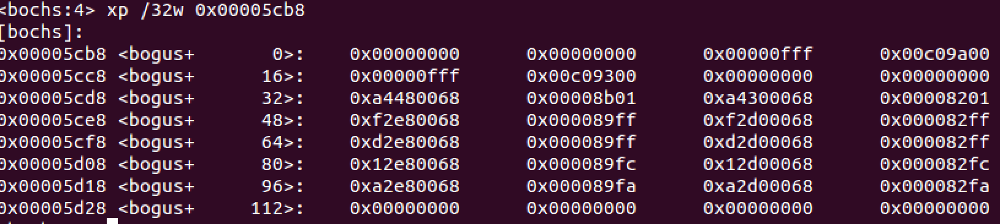 <bochs:4> xp /32w 0x00005cb8
[bochs]:
0x00005cb8 <bogus+       0>:    0x00000000      0x00000000      0x00000fff      0x00c09a00
0x00005cc8 <bogus+      16>:    0x00000fff      0x00c09300      0x00000000      0x00000000
0x00005cd8 <bogus+      32>:    0xa4480068      0x00008b01      0xa4300068      0x00008201
0x00005ce8 <bogus+      48>:    0xf2e80068      0x000089ff      0xf2d00068      0x000082ff
0x00005cf8 <bogus+      64>:    0xd2e80068      0x000089ff      0xd2d00068      0x000082ff
0x00005d08 <bogus+      80>:    0x12e80068      0x000089fc      0x12d00068      0x000082fc
0x00005d18 <bogus+      96>:    0xa2e80068      0x000089fa      0xa2d00068      0x000082fa
0x00005d28 <bogus+     112>:    0x00000000      0x00000000      0x00000000      0x00000000